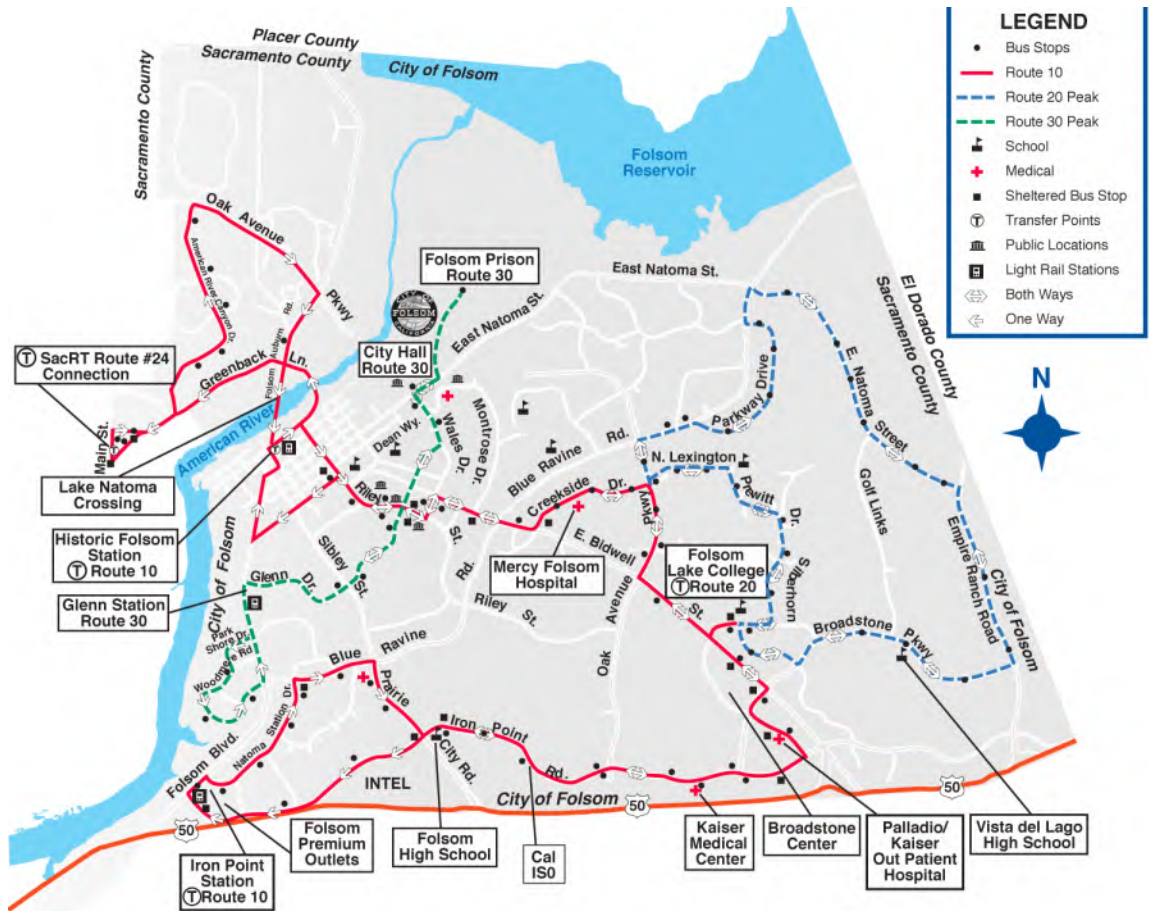 LEGEND
Bus Stops
Route 10
Route 20 Peak
Route 30 Peak
School
Medical
Sheltered Bus Stop
T Transfer Points
Public Locations
Light Rail Stations
Both Ways
One Way
Placer County
Sacramento County
Sacramento County
City of Folsom
Folsom
Reservoir
El Dorado County
Sacramento County
N
Oak Avenue
Pkwy
American River Canyon Dr.
Folsom Auburn Rd.
Greenback Ln.
Main St.
American River
T SacRT Route #24
Connection
Lake Natoma
Crossing
Historic Folsom
Station
T Route 10
Glenn Station
Route 30
Folsom Prison
Route 30
CITY OF
FOLSOM
CALIFORNIA
City Hall
Route 30
East Natoma St.
East Natoma St.
Montrose Dr.
Wales Dr.
Dean Wy.
Riley St.
Sibley St.
Glenn Dr.
City of Folsom
Park
Shore Dr.
Woodmere Rd
Folsom Blvd.
Natoma Station Dr.
Blue Ravine Rd.
Blue Ravine Rd.
Prairie City Rd.
Riley St.
Creekside Dr.
E. Bidwell St.
Oak Avenue Pkwy
Parkway Drive
N. Lexington
Prewitt Dr.
Silberhorn
Golf Links
E. Natoma Street
Empire Ranch Road
City of Folsom
Broadstone Pkwy
Mercy Folsom
Hospital
Folsom
Lake College
T Route 20
Iron Point Rd.
INTEL
City of Folsom
50
50
50
Iron Point
Station
T Route 10
Folsom
Premium
Outlets
Folsom
High School
Cal
ISO
Kaiser
Medical
Center
Broadstone
Center
Palladio/
Kaiser
Out Patient
Hospital
Vista del Lago
High School